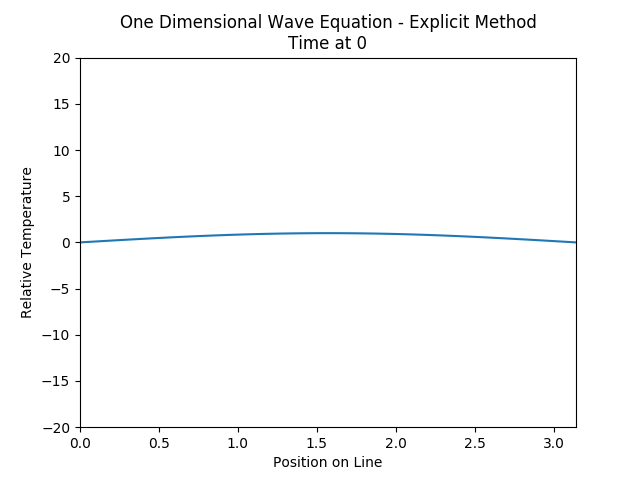 One Dimensional Wave Equation - Explicit Method
Time at 0
20
15
10
5
0
−5
−10
−15
−20
Relative Temperature
0.0 0.5 1.0 1.5 2.0 2.5 3.0
Position on Line